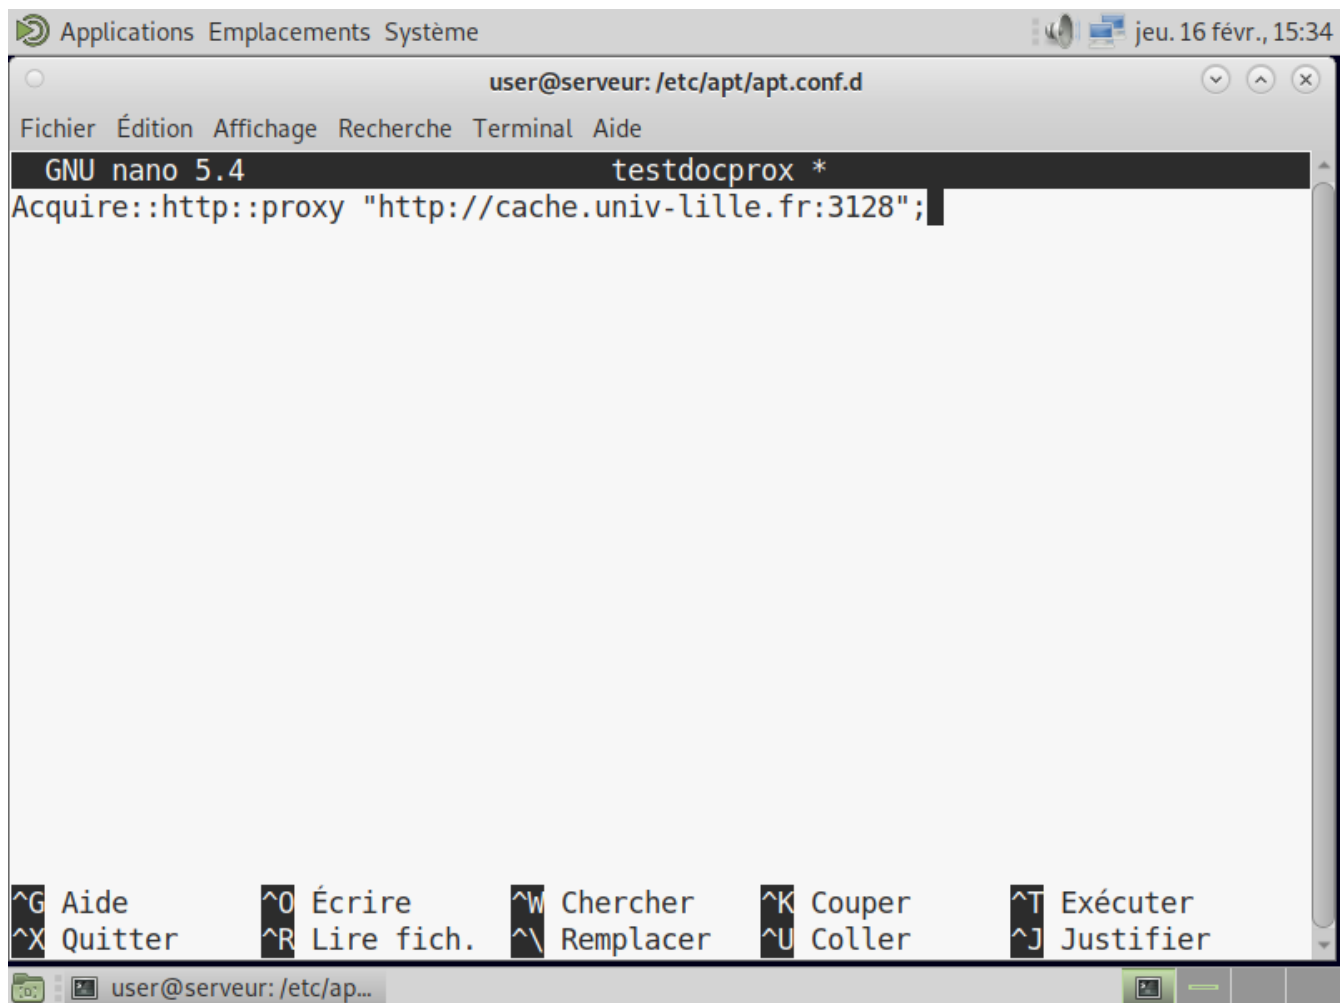 Applications Emplacements Système jeu. 16 févr., 15:34
user@serveur: /etc/apt/apt.conf.d
Fichier Édition Affichage Recherche Terminal Aide
GNU nano 5.4 testdocprox *
Acquire::http::proxy "http://cache.univ-lille.fr:3128";
^G Aide ^O Écrire ^W Chercher ^K Couper ^T Exécuter
^X Quitter ^R Lire fich. ^\ Remplacer ^U Coller ^J Justifier
user@serveur: /etc/ap...